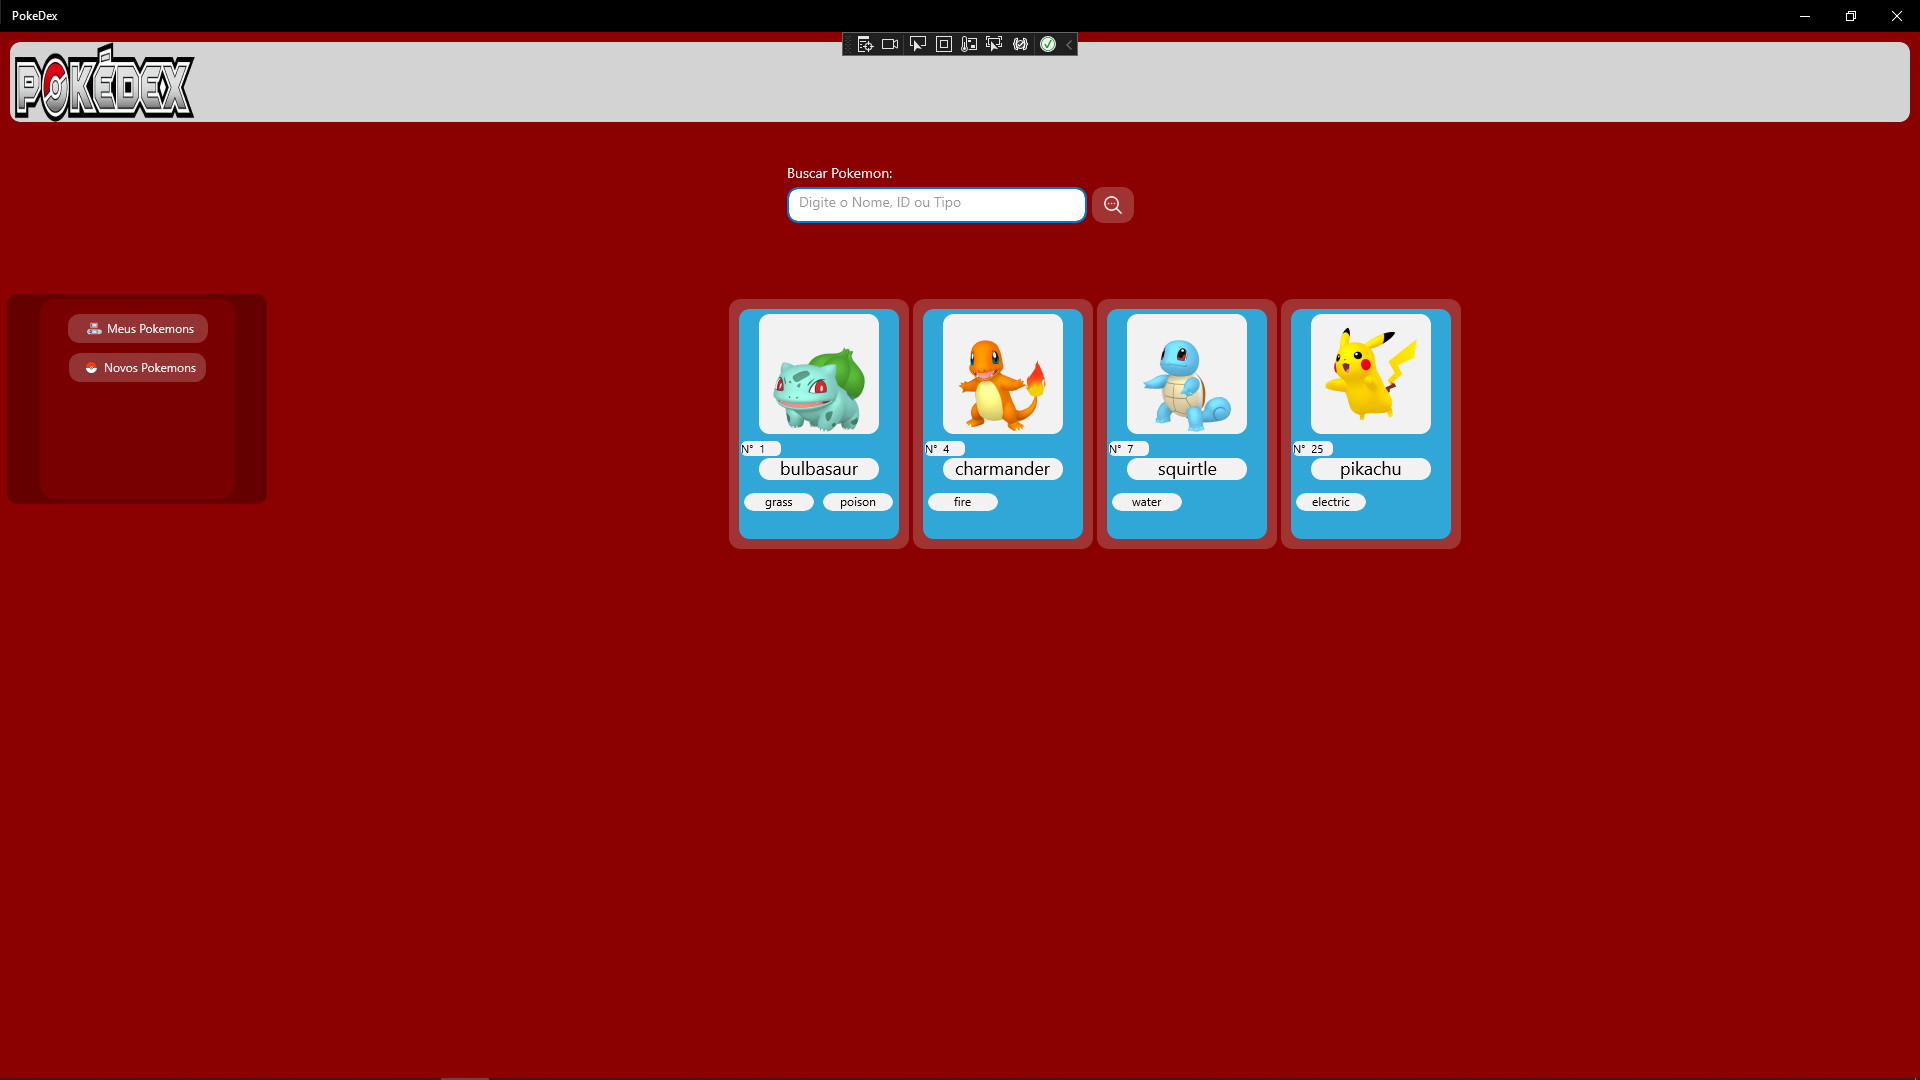 PokeDex
POKÉDEX
Buscar Pokemon:
Digite o Nome, ID ou Tipo
Meus Pokemons
Novos Pokemons
N° 1
bulbasaur
grass poison
N° 4
charmander
fire
N° 7
squirtle
water
N° 25
pikachu
electric